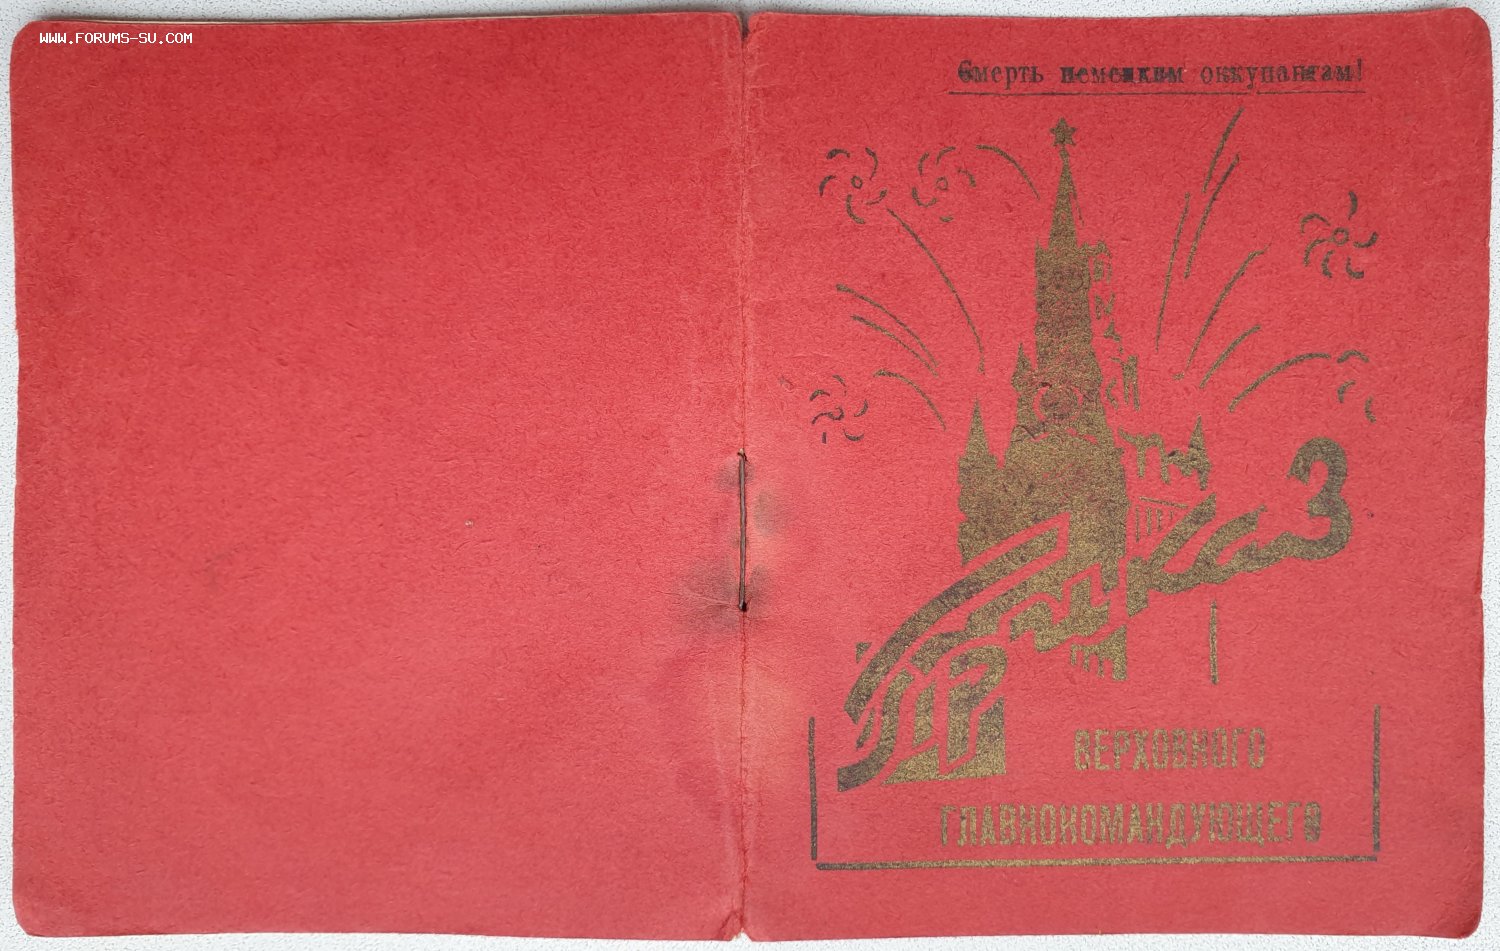 WWW.FORUMS-SU.COM
Смерть немецким оккупантам!
ПРиказ
ВЕРХОВНОГО
ГЛАВНОКОМАНДУЮЩЕГО